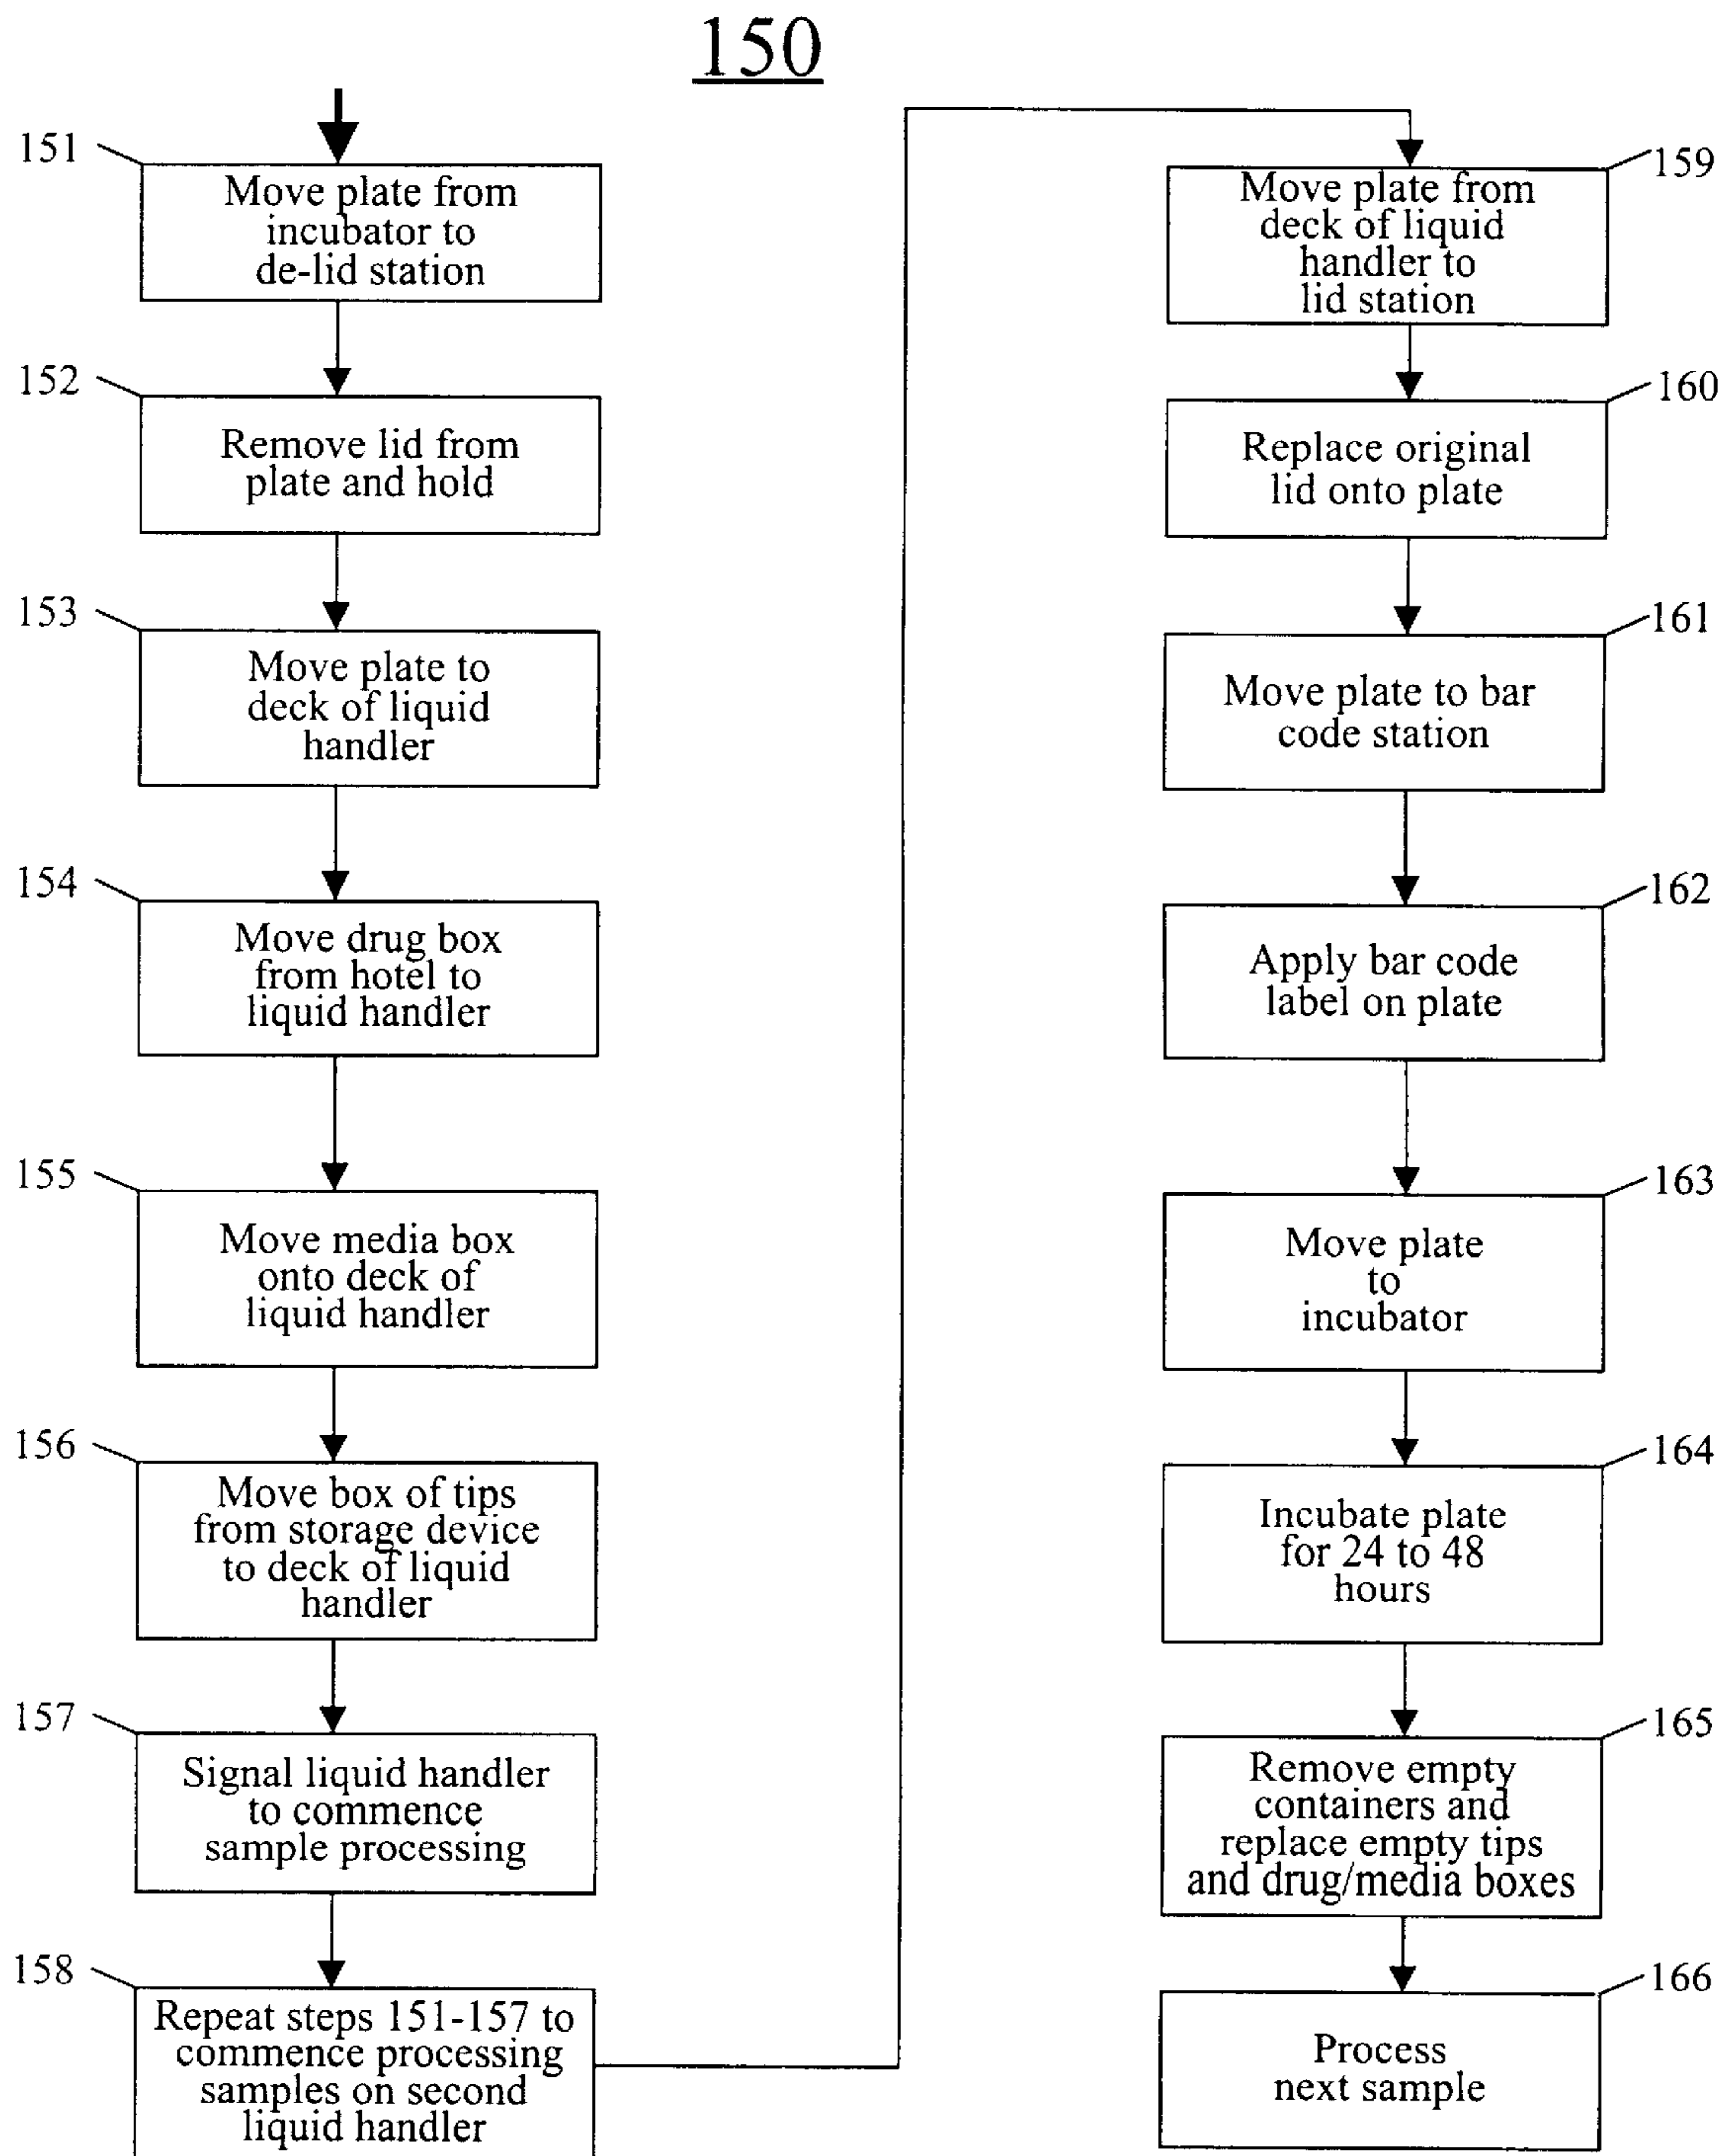 150
151
Move plate from
incubator to
de-lid station
152
Remove lid from
plate and hold
153
Move plate to
deck of liquid
handler
154
Move drug box
from hotel to
liquid handler
155
Move media box
onto deck of
liquid handler
156
Move box of tips
from storage device
to deck of liquid
handler
157
Signal liquid handler
to commence
sample processing
158
Repeat steps 151-157 to
commence processing
samples on second
liquid handler
159
Move plate from
deck of liquid
handler to
lid station
160
Replace original
lid onto plate
161
Move plate to bar
code station
162
Apply bar code
label on plate
163
Move plate
to
incubator
164
Incubate plate
for 24 to 48
hours
165
Remove empty
containers and
replace empty tips
and drug/media boxes
166
Process
next sample